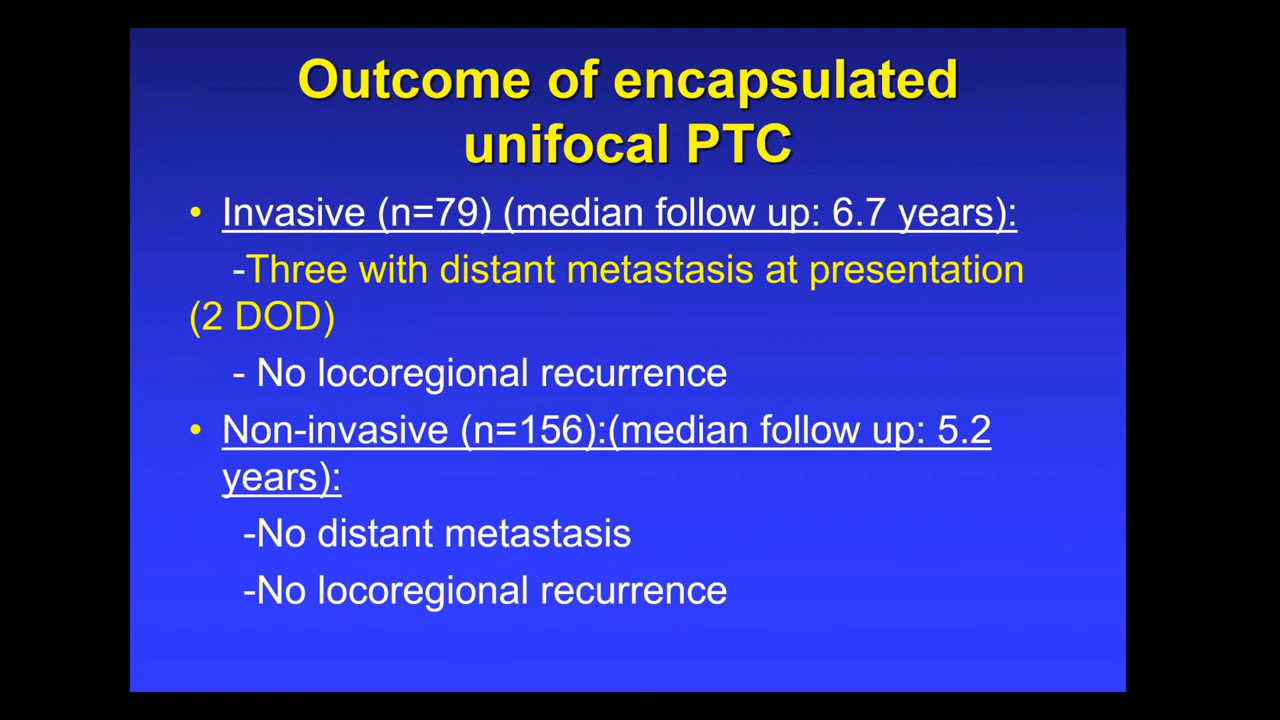 Outcome of encapsulated
unifocal PTC
• Invasive (n=79) (median follow up: 6.7 years):
-Three with distant metastasis at presentation
(2 DOD)
- No locoregional recurrence
• Non-invasive (n=156):(median follow up: 5.2
years):
-No distant metastasis
-No locoregional recurrence